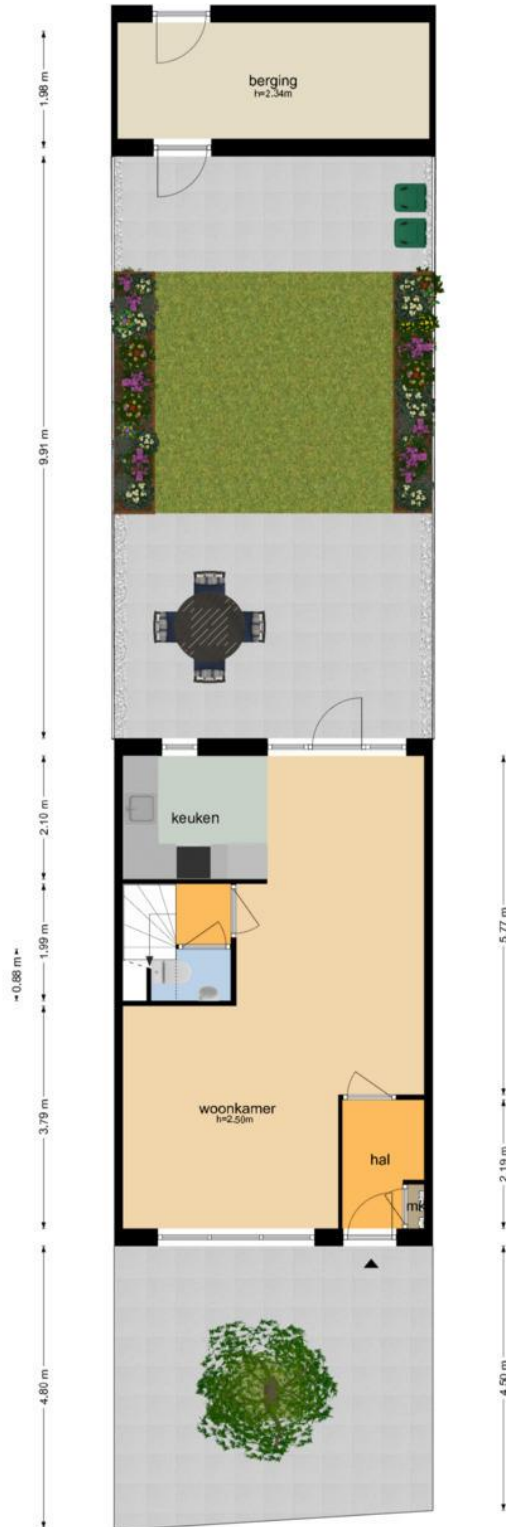 1.98 m
berging
h=2.34m
9.91 m
2.10 m
keuken
5.77 m
1.99 m
0.88 m
3.79 m
woonkamer
h=2.50m
hal
2.19 m
mk
4.80 m
4.50 m